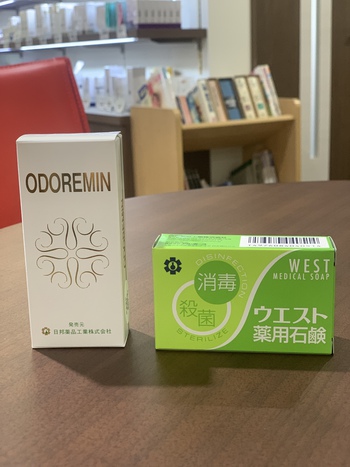 ODOREMIN
発売元
日邦薬品工業株式会社
DISINFECTION
消毒
殺菌
STERILIZE
WEST
MEDICAL SOAP
ウエスト
薬用石鹸